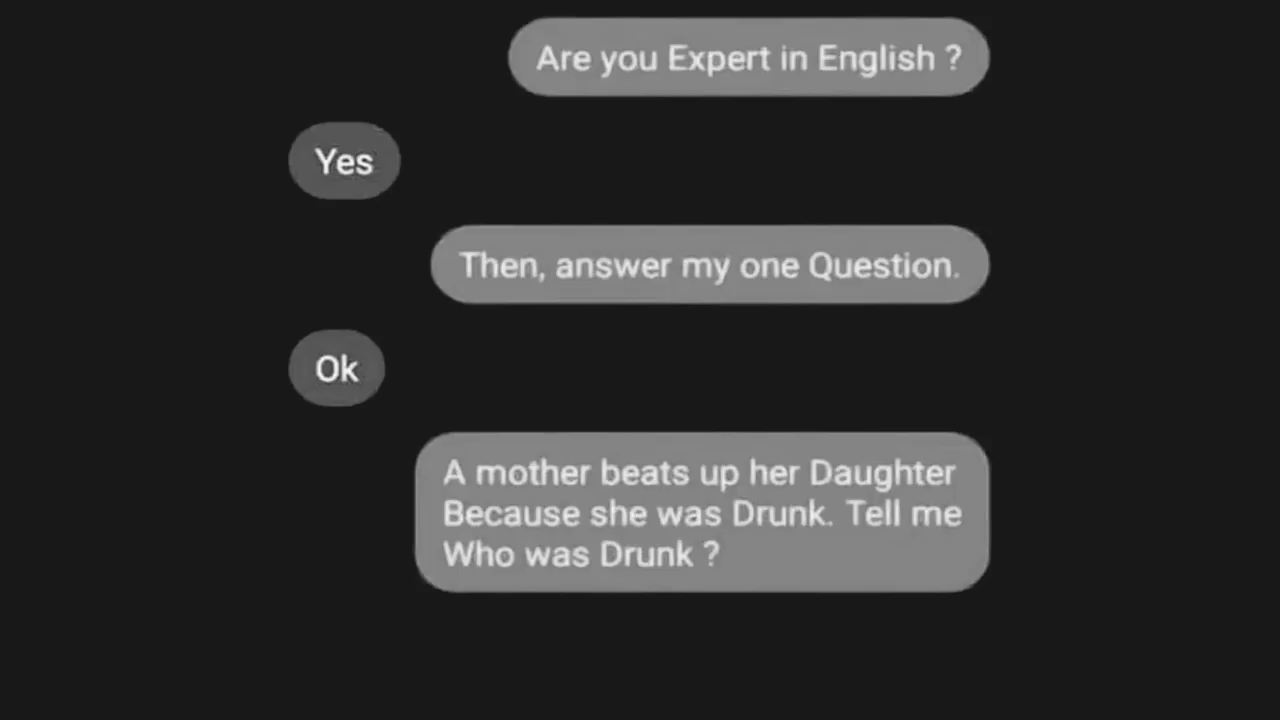 Are you Expert in English ?
Yes
Then, answer my one Question.
Ok
A mother beats up her Daughter
Because she was Drunk. Tell me
Who was Drunk ?